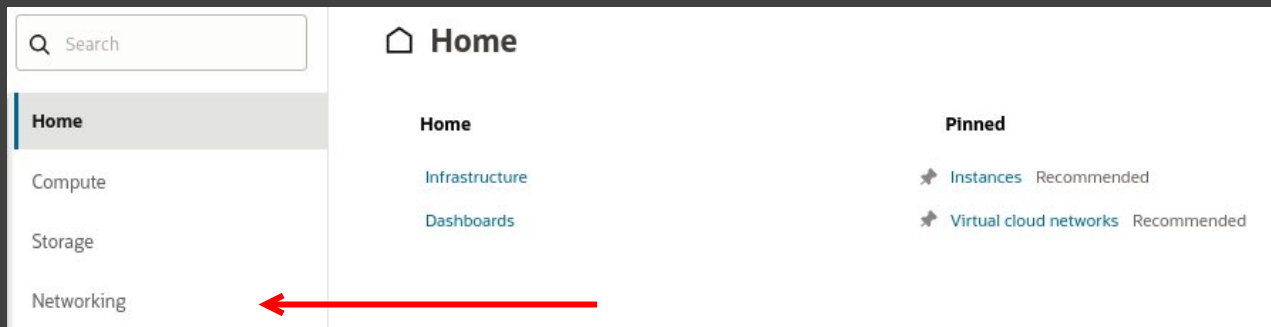 Search
Home
Compute
Storage
Networking
Home
Home
Infrastructure
Dashboards
Pinned
Instances Recommended
Virtual cloud networks Recommended